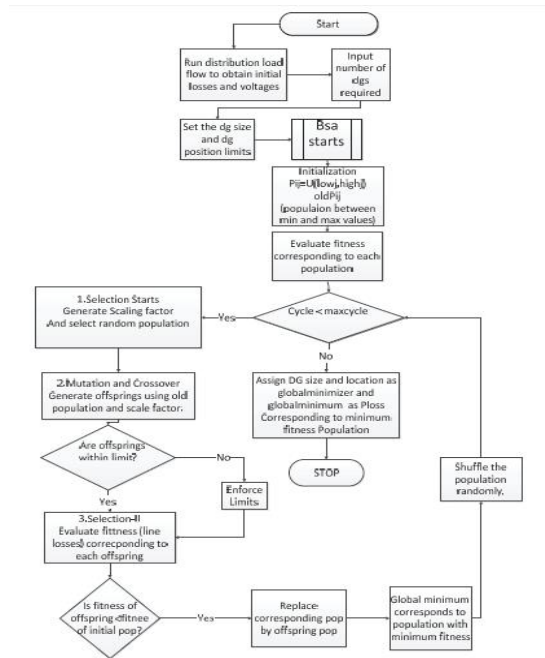 Start
Run distribution load
flow to obtain initial
losses and voltages
Input
number of
dgs
required
Set the dg size
and dg
position limits
Bsa
starts
Initialization
Pij=U(lowj,highj)
oldPij
(populaion between
min and max values)
Evaluate fitness
corresponding to each
population
Cycle<maxcycle
Yes
No
1.Selection Starts
Generate Scaling factor
And select random population
2.Mutation and Crossover
Generate offsprings using old
population and scale factor.
Are offsprings
within limit?
No
Enforce
Limits
Yes
3.Selection-II
Evaluate fittness (line
losses) correcponding to
each offspring
Is fitness of
offspring<fitnee
of initial pop?
Yes
Replace
corresponding pop
by offspring pop
Global minimum
corresponds to
population with
minimum fitness
Shuffle the
population
randomly.
Assign DG size and location as
globalminimizer and
globalminimum as Ploss
Corresponding to minimum
fitness Population
STOP